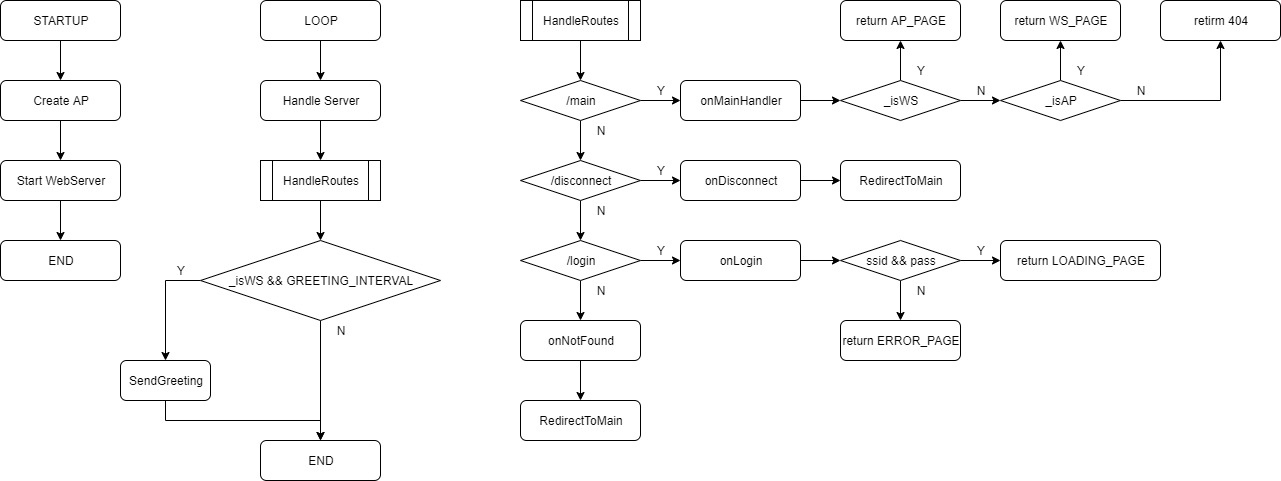 STARTUP
LOOP
HandleRoutes
return AP_PAGE
return WS_PAGE
retirm 404
Y
Y
Create AP
Handle Server
/main
Y
onMainHandler
_isWS
N
_isAP
N
N
Start WebServer
HandleRoutes
/disconnect
Y
onDisconnect
RedirectToMain
N
END
_isWS && GREETING_INTERVAL
Y
N
/login
Y
onLogin
ssid && pass
Y
return LOADING_PAGE
N
N
onNotFound
return ERROR_PAGE
SendGreeting
RedirectToMain
END